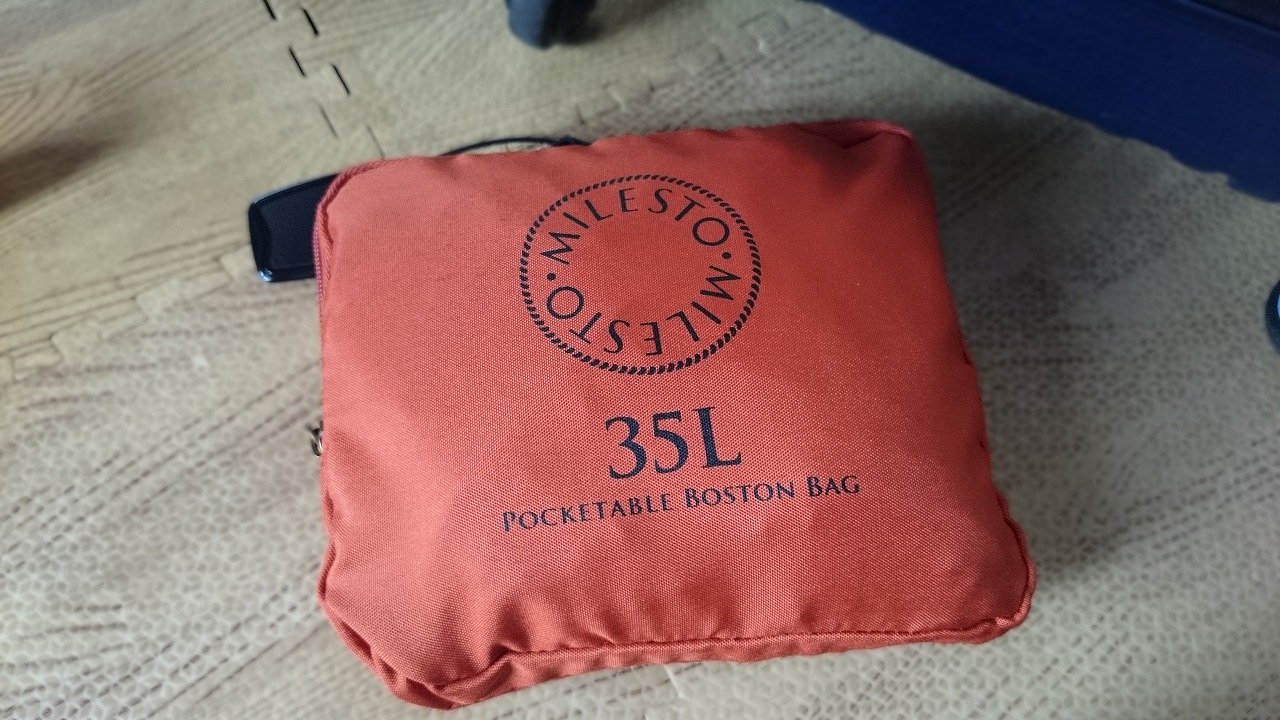 MILESTO • MILESTO •
35L
POCKETABLE BOSTON BAG